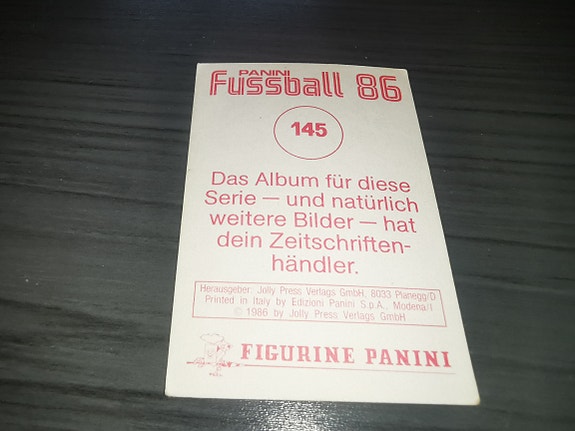 PANINI
Fussball 86
145
Das Album für diese
Serie — und natürlich
weitere Bilder — hat
dein Zeitschriften-
händler.
Herausgeber: Jolly Press Verlags GmbH, 8033 Planegg/D
Printed in Italy by Edizioni Panini S.p.A., Modena/I
© 1986 by Jolly Press Verlags GmbH
FIGURINE PANINI